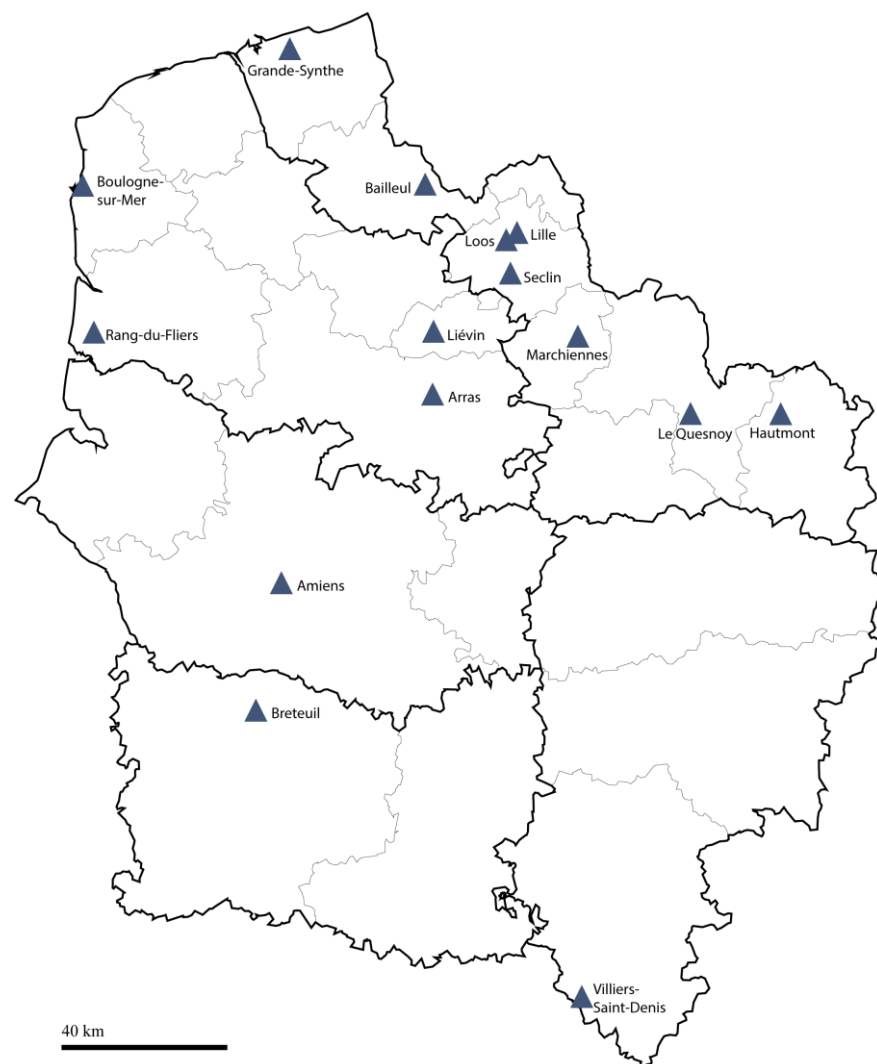 Grande-Synthe
Boulogne-
sur-Mer
Bailleul
Lille
Loos
Seclin
Rang-du-Fliers
Liévin
Marchiennes
Arras
Le Quesnoy
Hautmont
Amiens
Breteuil
Villiers-
Saint-Denis
40 km